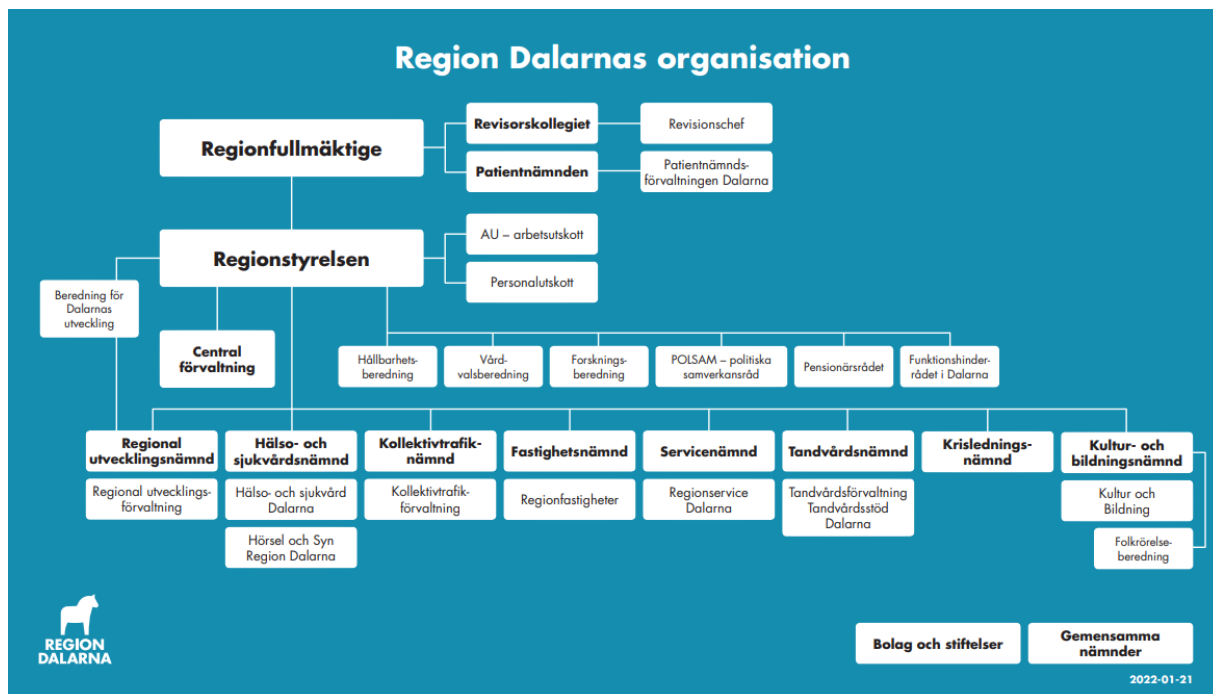 Region Dalarnas organisation
Regionfullmäktige
Revisorskollegiet
Revisionschef
Patientnämnden
Patientnämnds-
förvaltningen Dalarna
Regionstyrelsen
AU – arbetsutskott
Personalutskott
Beredning för
Dalarnas
utveckling
Central
förvaltning
Hållbarhets-
beredning
Vård-
valsberedning
Forsknings-
beredning
POLSAM – politiska
samverkansråd
Pensionärsrådet
Funktionshinder-
rådet i Dalarna
Regional
utvecklingsnämnd
Hälso- och
sjukvårdsnämnd
Kollektivtrafik-
nämnd
Fastighetsnämnd
Servicenämnd
Tandvårdsnämnd
Krislednings-
nämnd
Kultur- och
bildningsnämnd
Regional utvecklings-
förvaltning
Hälso- och sjukvård
Dalarna
Kollektivtrafik-
förvaltning
Regionfastigheter
Regionservice
Dalarna
Tandvårdsförvaltning
Tandvårdsstöd
Dalarna
Kultur och
Bildning
Hörsel och Syn
Region Dalarna
Folkrörelse-
beredning
REGION
DALARNA
Bolag och stiftelser
Gemensamma
nämnder
2022-01-21